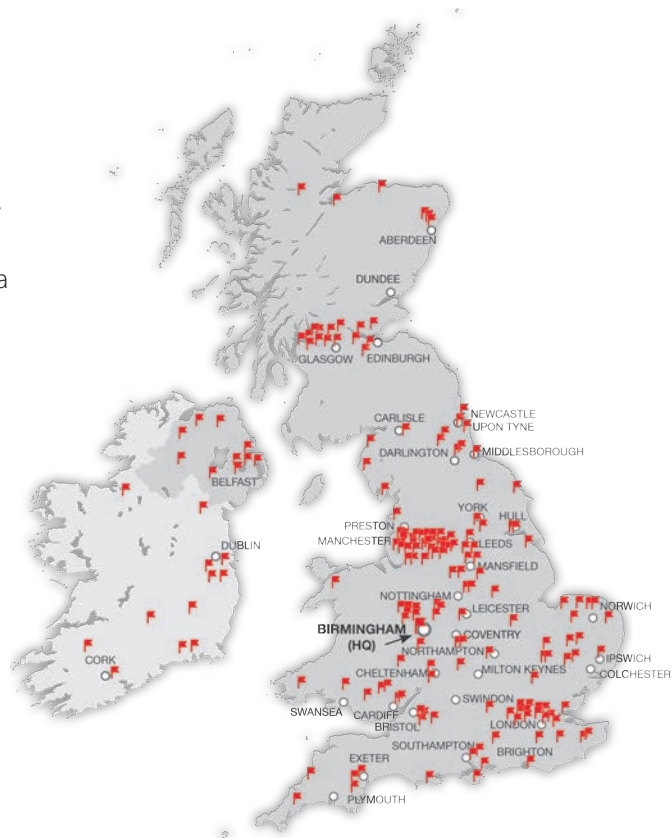 a
ABERDEEN
DUNDEE
GLASGOW
EDINBURGH
CARLISLE
NEWCASTLE
UPON TYNE
DARLINGTON
MIDDLESBOROUGH
BELFAST
YORK
HULL
PRESTON
MANCHESTER
LEEDS
DUBLIN
MANSFIELD
NOTTINGHAM
LEICESTER
NORWICH
BIRMINGHAM
(HQ)
COVENTRY
NORTHAMPTON
IPSWICH
CORK
CHELTENHAM
MILTON KEYNES
COLCHESTER
SWINDON
SWANSEA
CARDIFF
BRISTOL
LONDON
SOUTHAMPTON
BRIGHTON
EXETER
PLYMOUTH